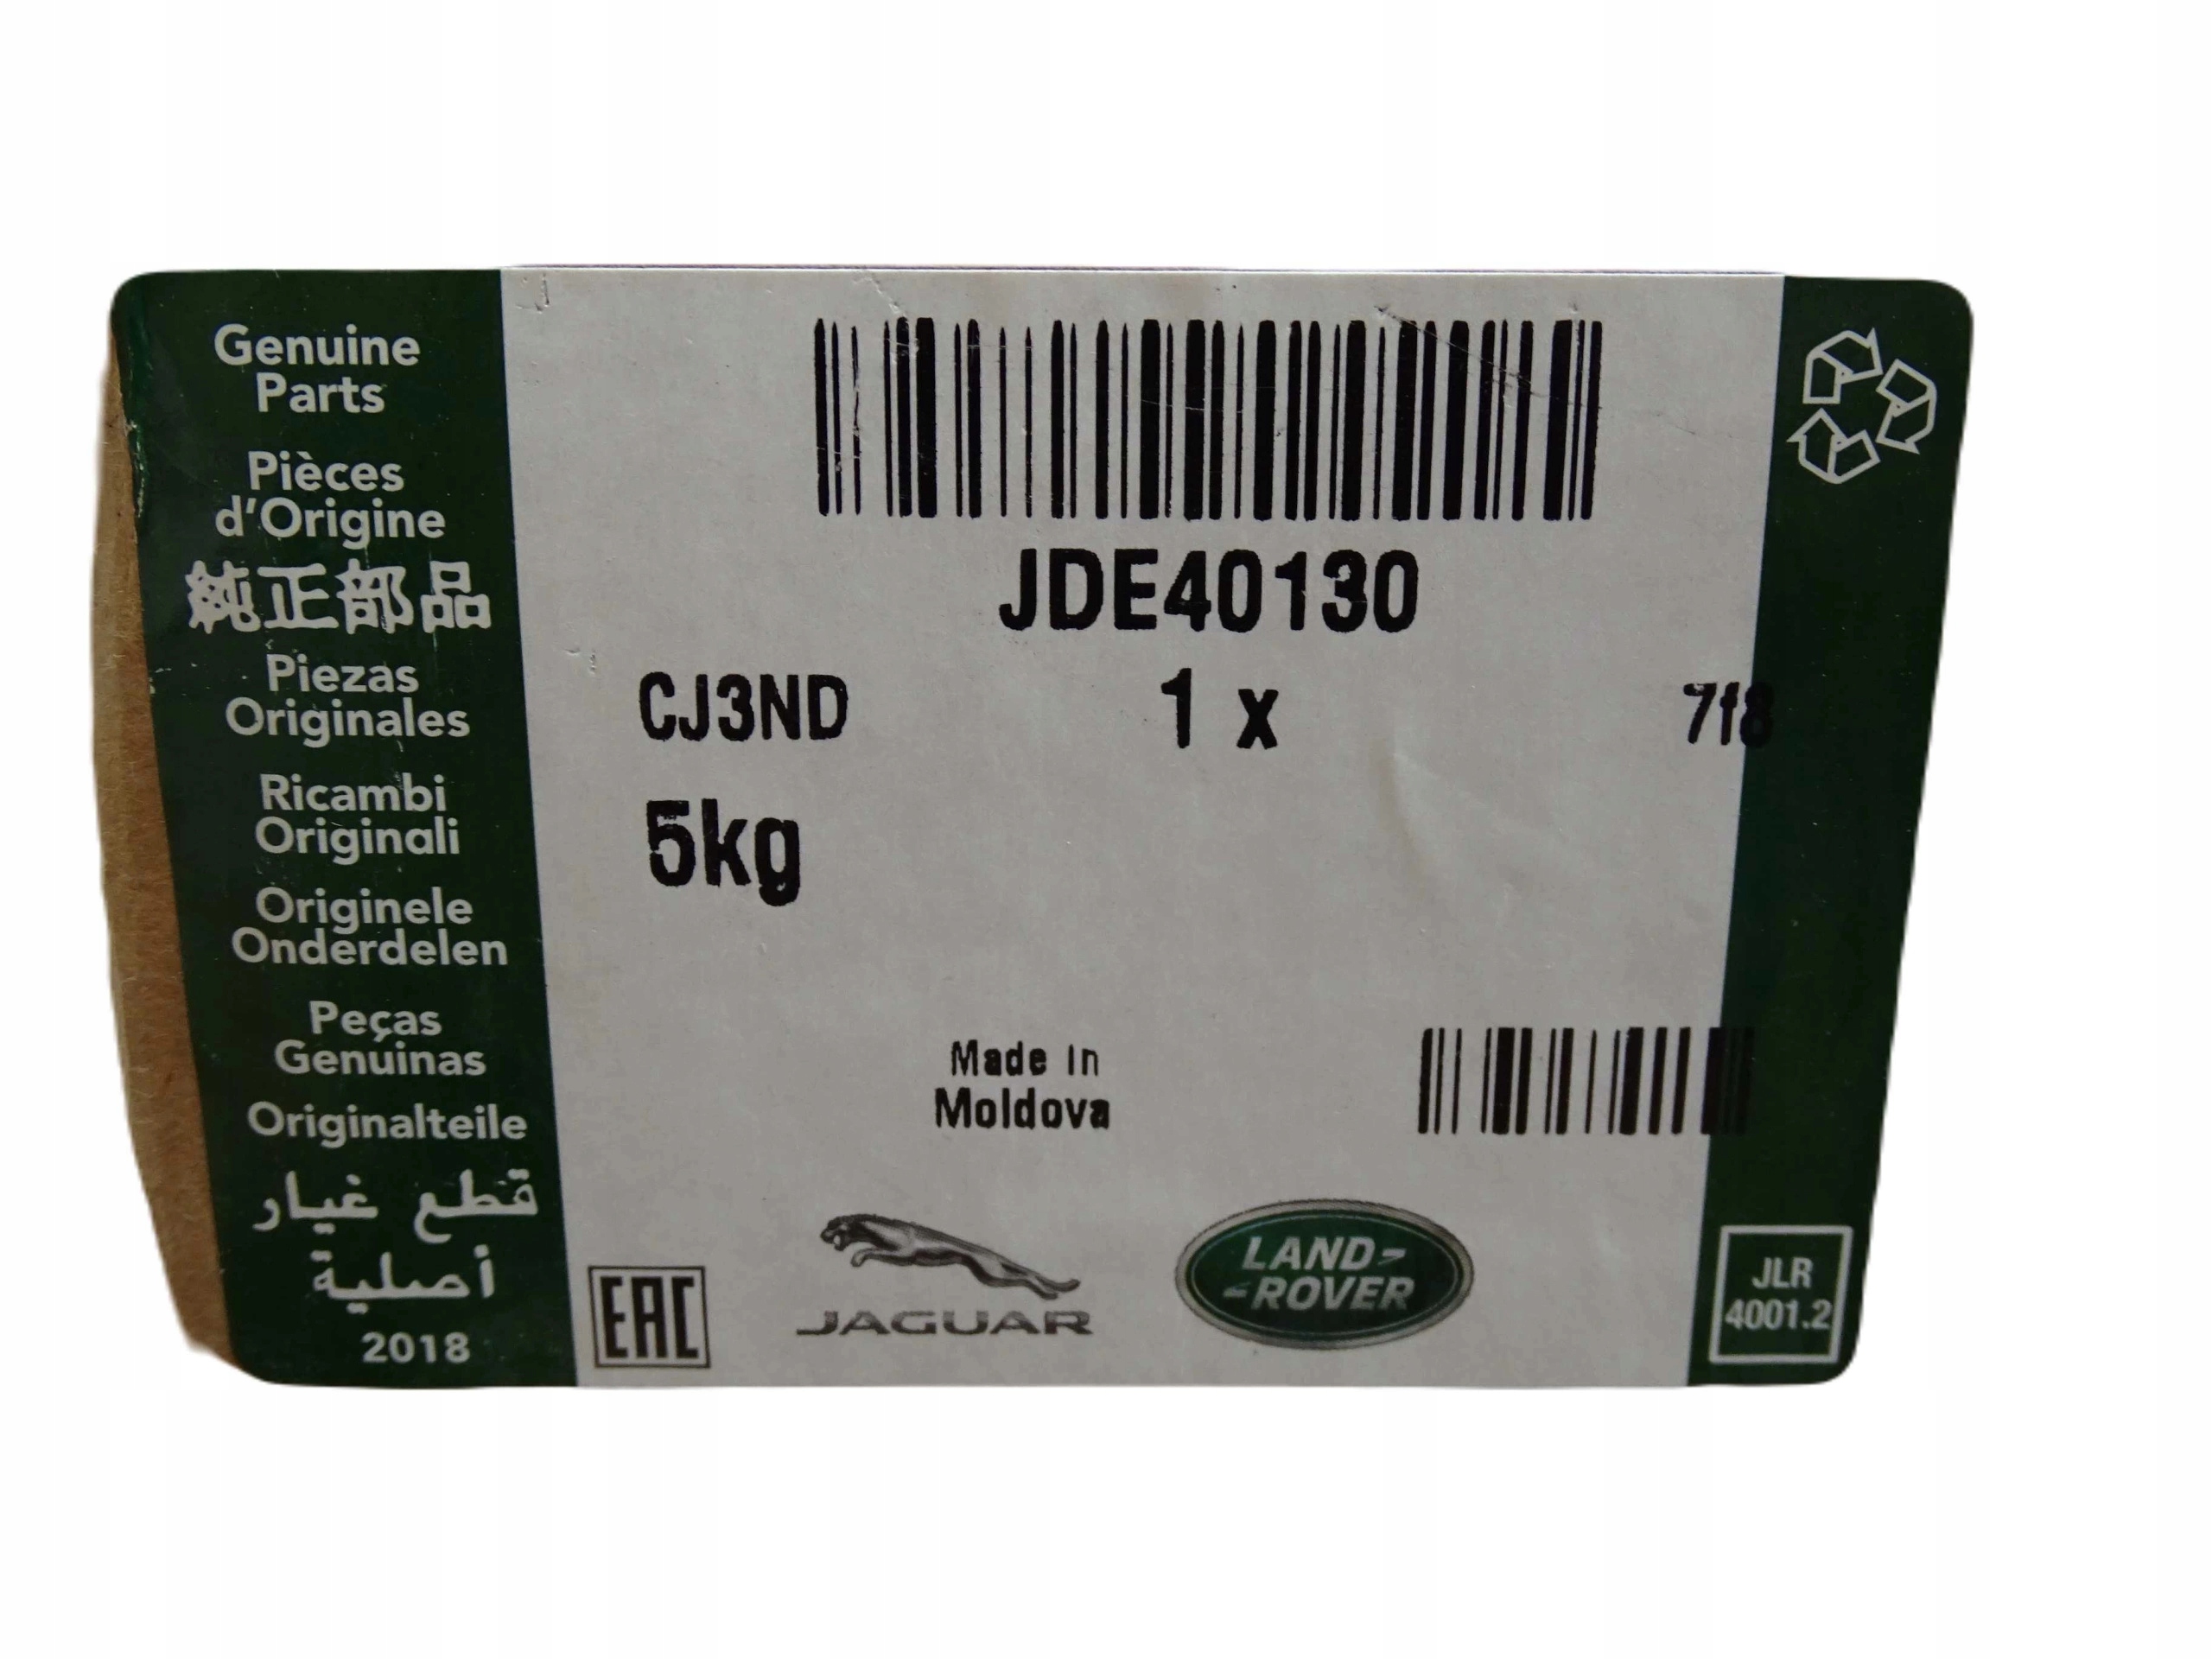 Genuine
Parts
Pièces
d'Origine
純正部品
Piezas
Originales
Ricambi
Originali
Originele
Onderdelen
Peças
Genuinas
Originalteile
قطع غيار
أصلية
2018
JDE40130
CJ3ND 1 x 7f8
5kg
Made in
Moldova
EAC
JAGUAR
LAND-
-ROVER
JLR
4001.2